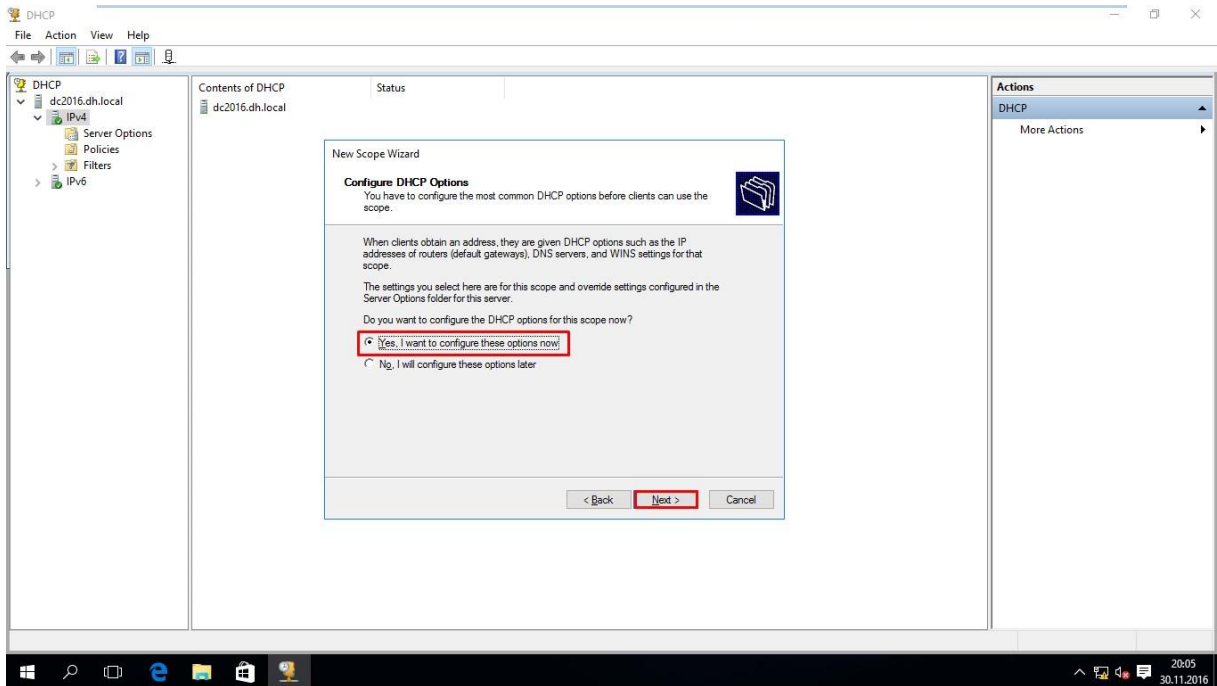 DHCP
File Action View Help
DHCP
dc2016.dh.local
IPv4
Server Options
Policies
Filters
IPv6
Contents of DHCP Status
dc2016.dh.local
Actions
DHCP
More Actions
New Scope Wizard
Configure DHCP Options
You have to configure the most common DHCP options before clients can use the
scope.
When clients obtain an address, they are given DHCP options such as the IP
addresses of routers (default gateways), DNS servers, and WINS settings for that
scope.
The settings you select here are for this scope and override settings configured in the
Server Options folder for this server.
Do you want to configure the DHCP options for this scope now?
Yes, I want to configure these options now
No, I will configure these options later
< Back Next > Cancel
20:05
30.11.2016